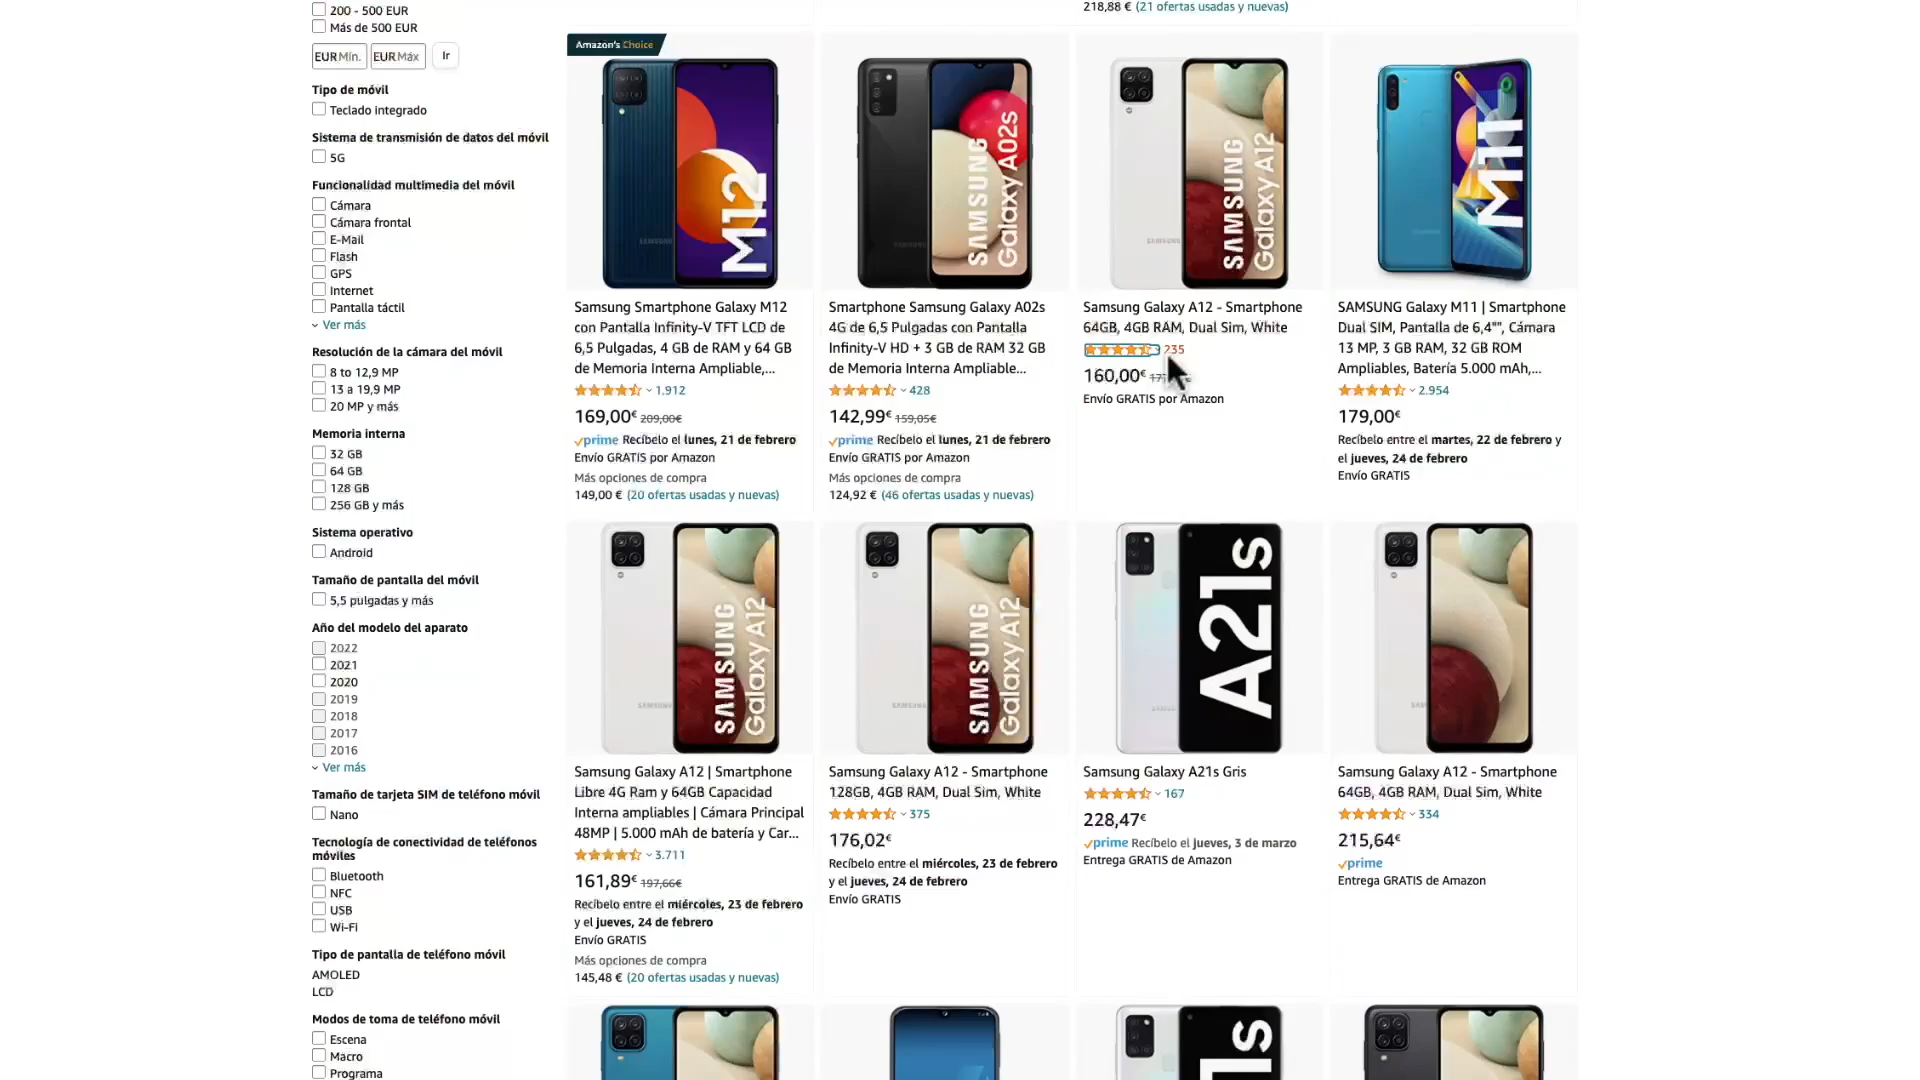 200 - 500 EUR
Más de 500 EUR
EUR Mín. EUR Máx Ir
Tipo de móvil
Teclado integrado
Sistema de transmisión de datos del móvil
5G
Funcionalidad multimedia del móvil
Cámara
Cámara frontal
E-Mail
Flash
GPS
Internet
Pantalla táctil
Ver más
Resolución de la cámara del móvil
8 to 12,9 MP
13 a 19,9 MP
20 MP y más
Memoria interna
32 GB
64 GB
128 GB
256 GB y más
Sistema operativo
Android
Tamaño de pantalla del móvil
5,5 pulgadas y más
Año del modelo del aparato
2022
2021
2020
2019
2018
2017
2016
Ver más
Tamaño de tarjeta SIM de teléfono móvil
Nano
Tecnología de conectividad de teléfonos
móviles
Bluetooth
NFC
USB
Wi-Fi
Tipo de pantalla de teléfono móvil
AMOLED
LCD
Modos de toma de teléfono móvil
Escena
Macro
Programa
218,88 € (21 ofertas usadas y nuevas)
Amazon's Choice
SAMSUNG
M12
Samsung Smartphone Galaxy M12
con Pantalla Infinity-V TFT LCD de
6,5 Pulgadas, 4 GB de RAM y 64 GB
de Memoria Interna Ampliable,...
1.912
169,00€ 209,00€
prime Recíbelo el lunes, 21 de febrero
Envío GRATIS por Amazon
Más opciones de compra
149,00 € (20 ofertas usadas y nuevas)
SAMSUNG
SAMSUNG
Galaxy A02s
Smartphone Samsung Galaxy A02s
4G de 6,5 Pulgadas con Pantalla
Infinity-V HD + 3 GB de RAM 32 GB
de Memoria Interna Ampliable...
428
142,99€ 159,05€
prime Recíbelo el lunes, 21 de febrero
Envío GRATIS por Amazon
Más opciones de compra
124,92 € (46 ofertas usadas y nuevas)
SAMSUNG
SAMSUNG
Galaxy A12
Samsung Galaxy A12 - Smartphone
64GB, 4GB RAM, Dual Sim, White
235
160,00€
Envío GRATIS por Amazon
M11
SAMSUNG Galaxy M11 | Smartphone
Dual SIM, Pantalla de 6,4"", Cámara
13 MP, 3 GB RAM, 32 GB ROM
Ampliables, Batería 5.000 mAh,...
2.954
179,00€
Recíbelo entre el martes, 22 de febrero y
el jueves, 24 de febrero
Envío GRATIS
SAMSUNG
SAMSUNG
Galaxy A12
Samsung Galaxy A12 | Smartphone
Libre 4G Ram y 64GB Capacidad
Interna ampliables | Cámara Principal
48MP | 5.000 mAh de batería y Car...
3.711
161,89€ 197,66€
Recíbelo entre el miércoles, 23 de febrero
y el jueves, 24 de febrero
Envío GRATIS
Más opciones de compra
145,48 € (20 ofertas usadas y nuevas)
SAMSUNG
SAMSUNG
Galaxy A12
Samsung Galaxy A12 - Smartphone
128GB, 4GB RAM, Dual Sim, White
375
176,02€
Recíbelo entre el miércoles, 23 de febrero
y el jueves, 24 de febrero
Envío GRATIS
A21s
Samsung Galaxy A21s Gris
167
228,47€
prime Recíbelo el jueves, 3 de marzo
Entrega GRATIS de Amazon
Samsung Galaxy A12 - Smartphone
64GB, 4GB RAM, Dual Sim, White
334
215,64€
prime
Entrega GRATIS de Amazon